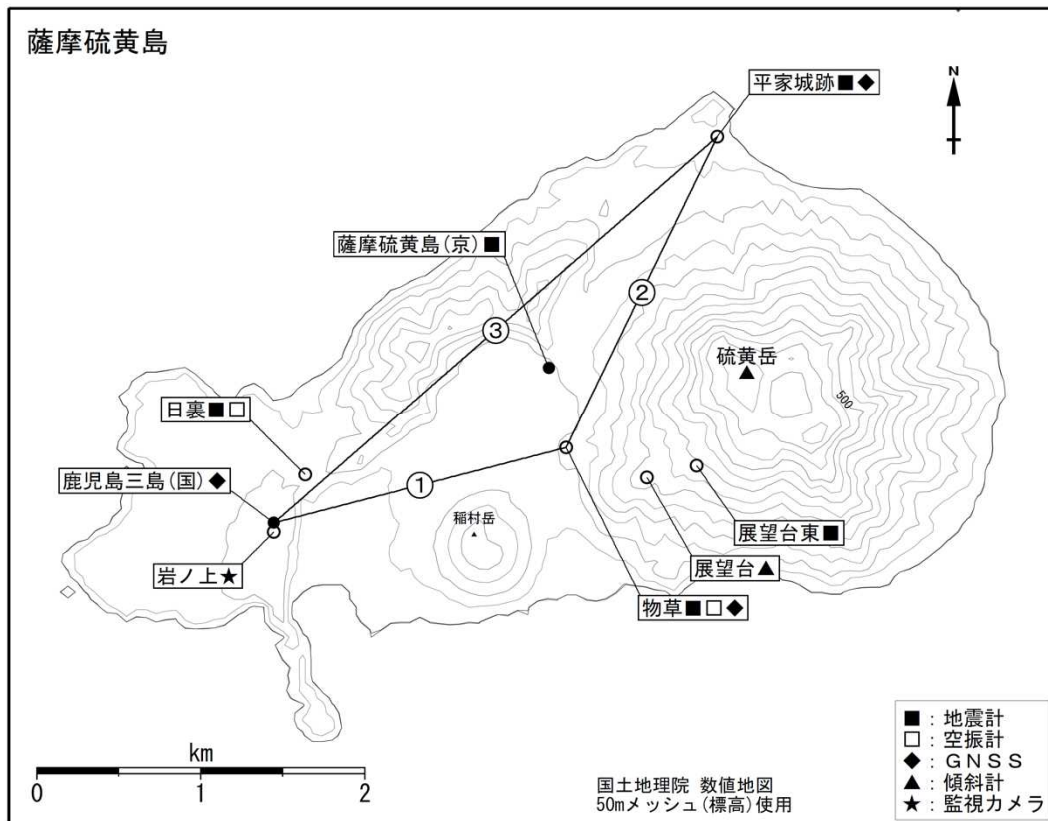 薩摩硫黄島
平家城跡■◆
N
薩摩硫黄島(京)■
②
③
硫黄岳
▲
500
日裏■□
鹿児島三島(国)◆
①
稲村岳
▲
岩ノ上★
展望台東■
展望台▲
物草■□◆
km
0 1 2
国土地理院 数値地図
50mメッシュ(標高)使用
■：地震計
□：空振計
◆：ＧＮＳＳ
▲：傾斜計
★：監視カメラ